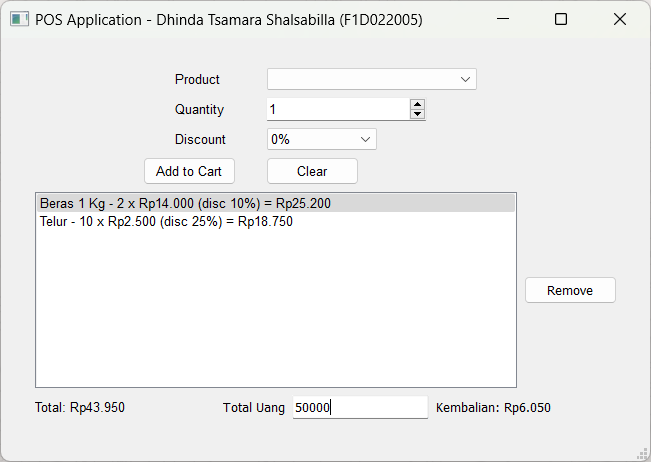 POS Application - Dhinda Tsamara Shalsabilla (F1D022005)
Product
Quantity 1
Discount 0%
Add to Cart Clear
Beras 1 Kg - 2 x Rp14.000 (disc 10%) = Rp25.200
Telur - 10 x Rp2.500 (disc 25%) = Rp18.750
Remove
Total: Rp43.950 Total Uang 50000 Kembalian: Rp6.050